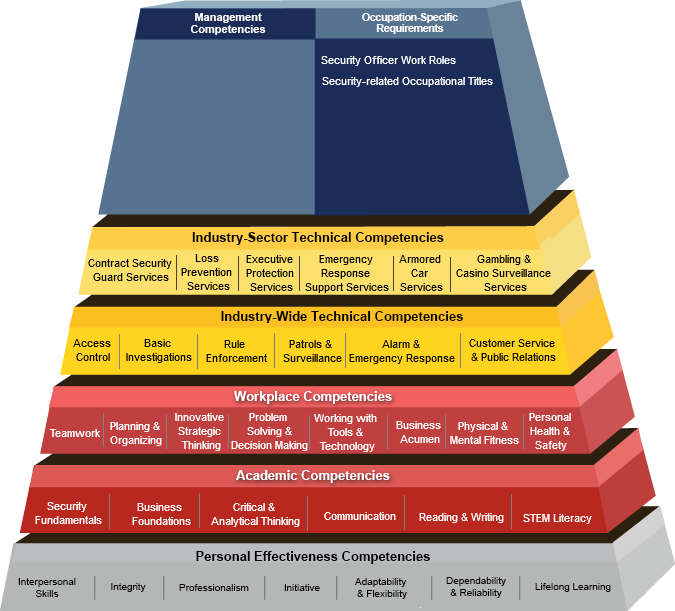 Management
Competencies
Occupation-Specific
Requirements
Security Officer Work Roles
Security-related Occupational Titles
Industry-Sector Technical Competencies
Contract Security
Guard Services
Loss
Prevention
Services
Executive
Protection
Services
Emergency
Response
Support Services
Armored
Car
Services
Gambling &
Casino Surveillance
Services
Industry-Wide Technical Competencies
Access
Control
Basic
Investigations
Rule
Enforcement
Patrols &
Surveillance
Alarm &
Emergency Response
Customer Service
& Public Relations
Workplace Competencies
Teamwork
Planning &
Organizing
Innovative
Strategic
Thinking
Problem
Solving &
Decision Making
Working with
Tools &
Technology
Business
Acumen
Physical &
Mental Fitness
Personal
Health &
Safety
Academic Competencies
Security
Fundamentals
Business
Foundations
Critical &
Analytical Thinking
Communication
Reading & Writing
STEM Literacy
Personal Effectiveness Competencies
Interpersonal
Skills
Integrity
Professionalism
Initiative
Adaptability
& Flexibility
Dependability
& Reliability
Lifelong Learning